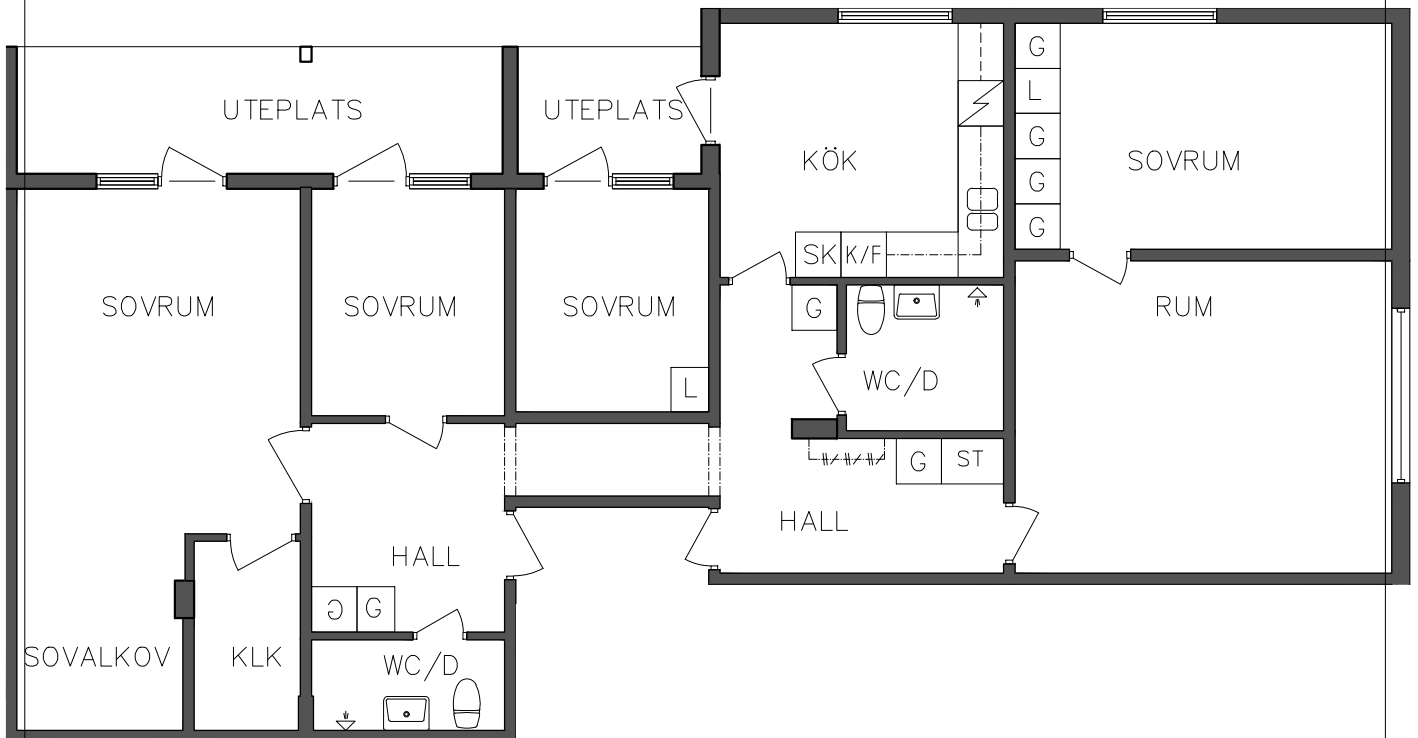 G
L
G
G
G
UTEPLATS
UTEPLATS
KÖK
SOVRUM
SK
K/F
SOVRUM
SOVRUM
SOVRUM
G
RUM
L
WC/D
G
ST
HALL
HALL
G
G
SOVALKOV
KLK
WC/D